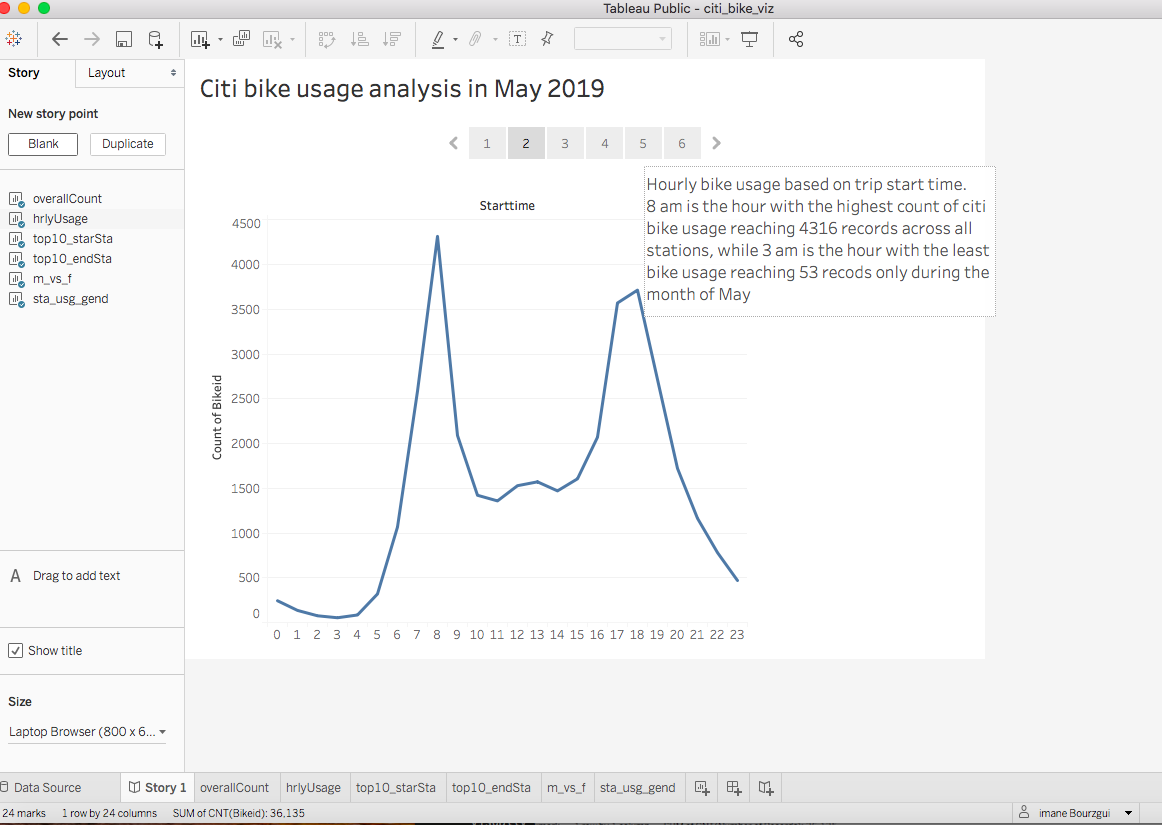 Tableau Public - citi_bike_viz
Story
Layout
New story point
Blank
Duplicate
overallCount
hrlyUsage
top10_starSta
top10_endSta
m_vs_f
sta_usg_gend
A Drag to add text
Show title
Size
Laptop Browser (800 x 6...
Citi bike usage analysis in May 2019
1 2 3 4 5 6
Hourly bike usage based on trip start time.
8 am is the hour with the highest count of citi
bike usage reaching 4316 records across all
stations, while 3 am is the hour with the least
bike usage reaching 53 recods only during the
month of May
Starttime
4500
4000
3500
3000
2500
2000
1500
1000
500
0
Count of Bikeid
0 1 2 3 4 5 6 7 8 9 10 11 12 13 14 15 16 17 18 19 20 21 22 23
Data Source Story 1 overallCount hrlyUsage top10_starSta top10_endSta m_vs_f sta_usg_gend
24 marks 1 row by 24 columns SUM of CNT(Bikeid): 36,135 imane Bourzgui